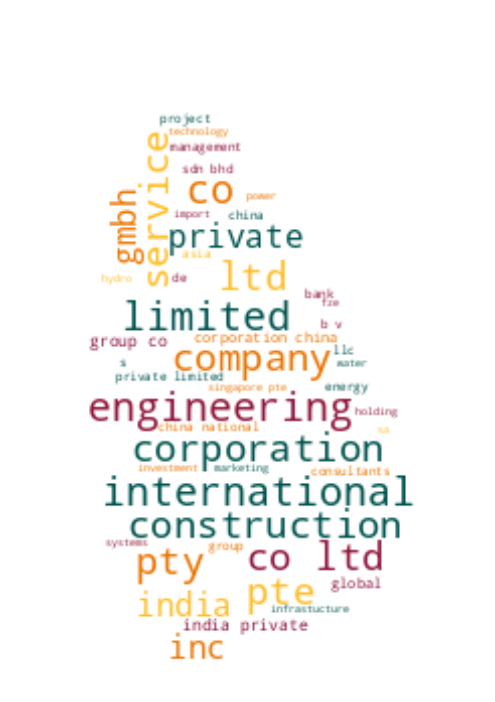 project
technology
service
management
sdn bhd
gmbh
co
power
import
china
private
asia
hydro
de
ltd
bank
fze
limited
b v
group co
corporation china
company
llc
s
water
private limited
singapore pte
energy
engineering
holding
china national
sa
corporation
investment
marketing
consultants
international
construction
systems
group
pty
co ltd
global
india
pte
infrastucture
india private
inc